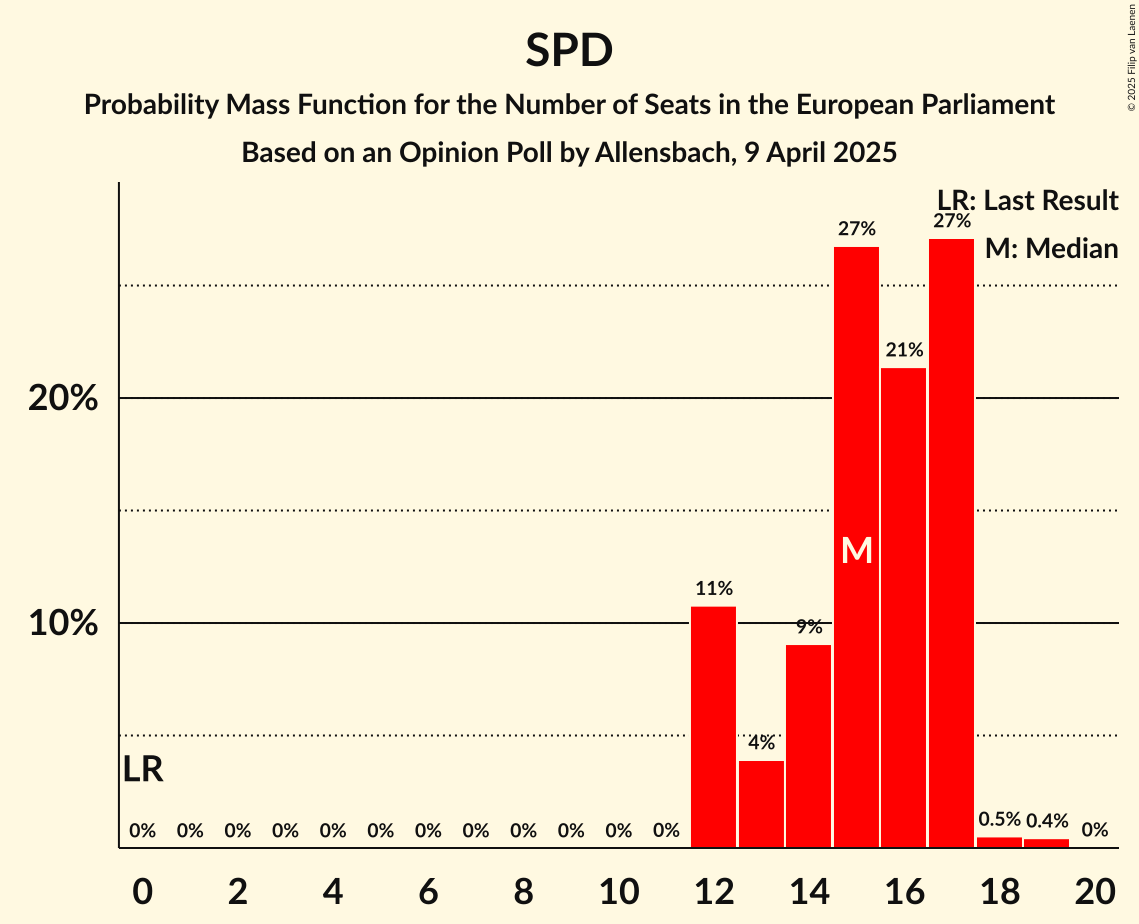 SPD
Probability Mass Function for the Number of Seats in the European Parliament
Based on an Opinion Poll by Allensbach, 9 April 2025
© 2025 Filip van Laenen
LR: Last Result
M: Median
27%
27%
21%
20%
M
11%
10%
9%
4%
LR
0%
0%
0%
0%
0%
0%
0%
0%
0%
0%
0%
0%
0.5%
0.4%
0%
0 2 4 6 8 10 12 14 16 18 20